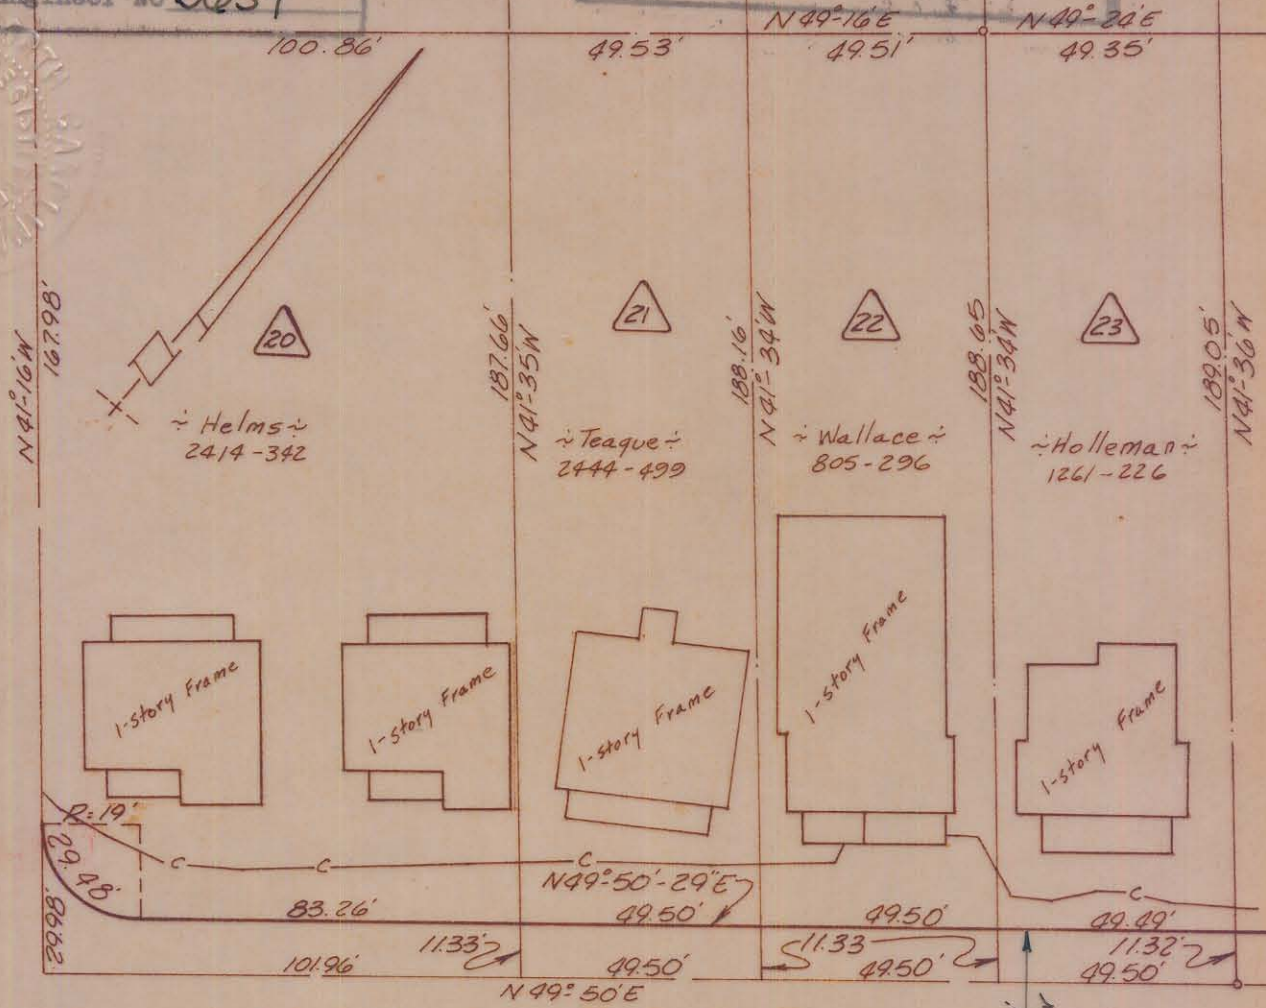 N 49°-16'E
N 49°-24'E
100.86'
49.53'
49.51'
49.35'
N41°-16'W
167.98'
187.66'
N41°-35'W
188.16'
N41°-34'W
188.65
N41°-34'W
189.05'
N41°-36'W
20
21
22
23
~Helms~
2414-342
~Teague~
2444-499
~Wallace~
805-296
~Holleman~
1261-226
1-story Frame
1-story Frame
1-story Frame
1-story Frame
1-story Frame
R=19'
29.48'
C
C
C
C
N49°-50'-29"E
83.26'
49.50'
49.50'
49.49'
29.98'
11.33'
11.33
11.32'
101.96
49.50'
49.50'
49.50'
N 49°50'E